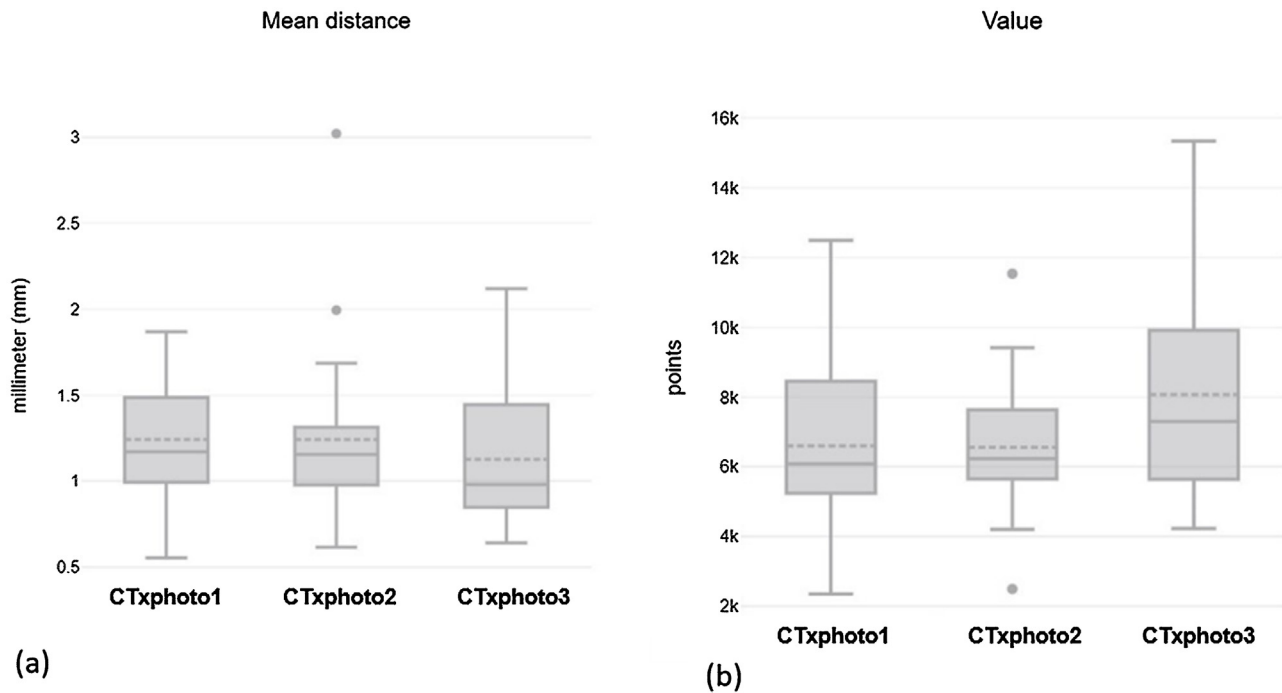 Mean distance
3
2.5
2
1.5
1
0.5
millimeter (mm)
CTxphoto1 CTxphoto2 CTxphoto3
(a)
Value
16k
14k
12k
10k
8k
6k
4k
2k
points
CTxphoto1 CTxphoto2 CTxphoto3
(b)